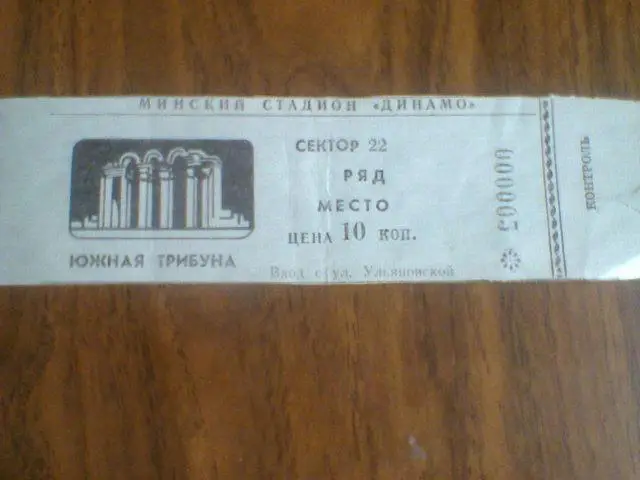 МИНСКИЙ СТАДИОН «ДИНАМО»
СЕКТОР 22
РЯД
МЕСТО
ЦЕНА 10 КОП.
ЮЖНАЯ ТРИБУНА
Вход с ул. Ульяновской
000005
КОНТРОЛЬ